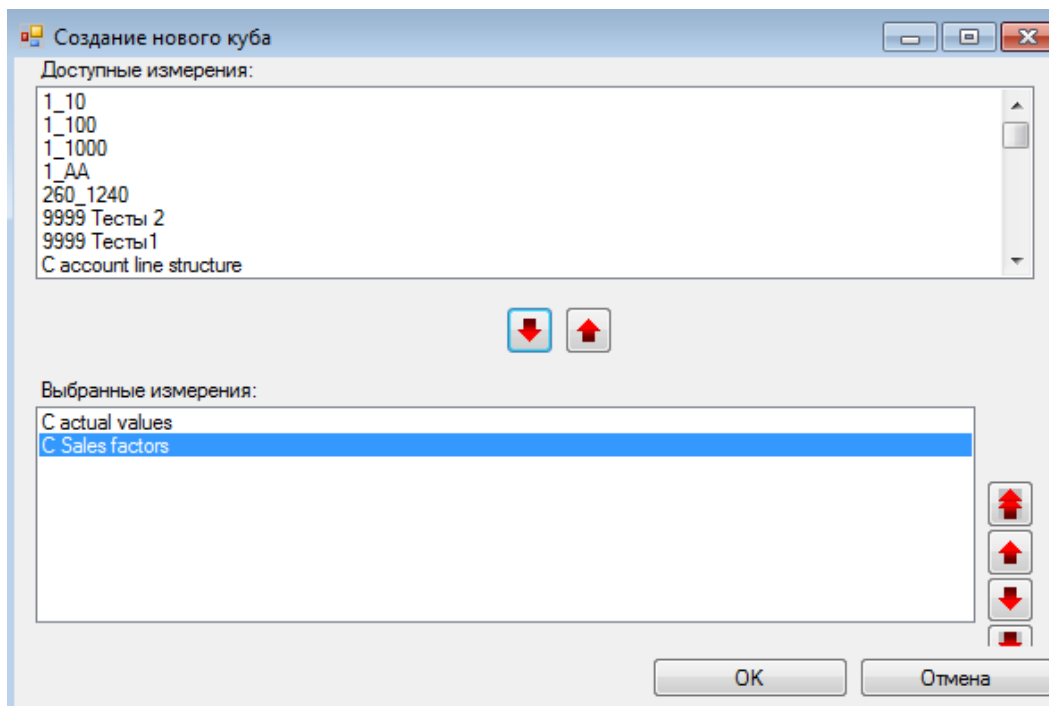 Создание нового куба
Доступные измерения:
1_10
1_100
1_1000
1_AA
260_1240
9999 Тесты 2
9999 Тесты1
C account line structure
Выбранные измерения:
C actual values
C Sales factors
OK
Отмена